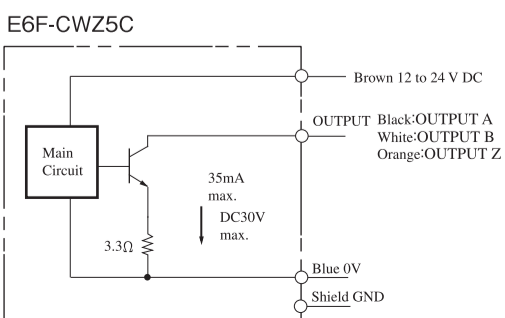 E6F-CWZ5C
Brown 12 to 24 V DC
OUTPUT Black:OUTPUT A
White:OUTPUT B
Orange:OUTPUT Z
Main
Circuit
35mA
max.
DC30V
max.
3.3Ω
Blue 0V
Shield GND